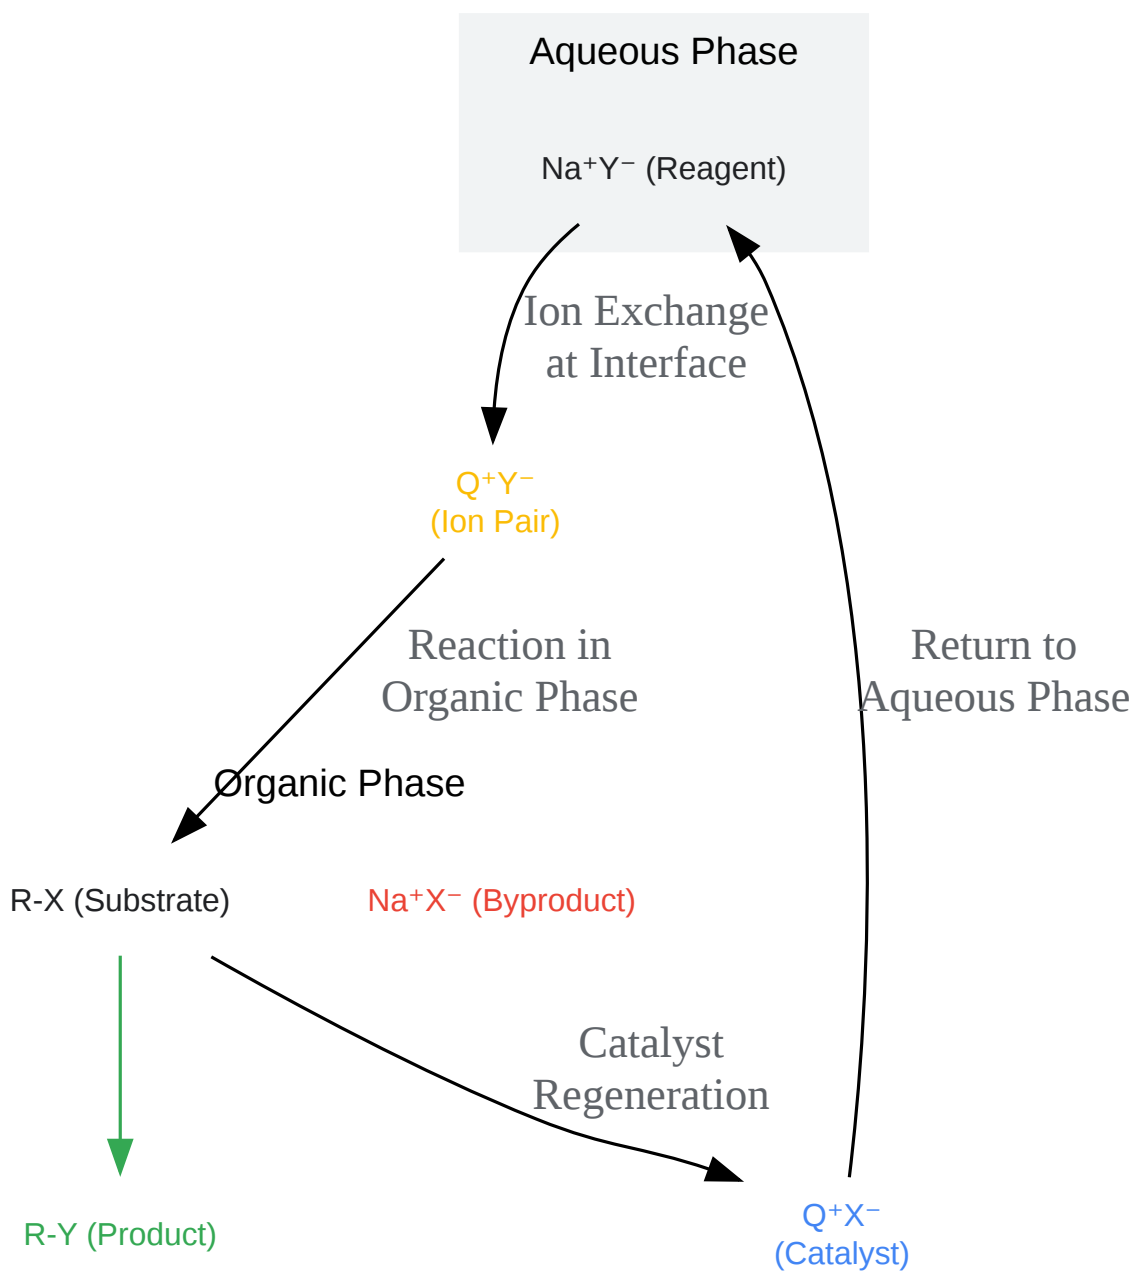 Aqueous Phase
Na⁺Y⁻ (Reagent)
Ion Exchange
at Interface
Q⁺Y⁻
(Ion Pair)
Reaction in
Organic Phase
Return to
Aqueous Phase
Organic Phase
R-X (Substrate)
Na⁺X⁻ (Byproduct)
Catalyst
Regeneration
R-Y (Product)
Q⁺X⁻
(Catalyst)